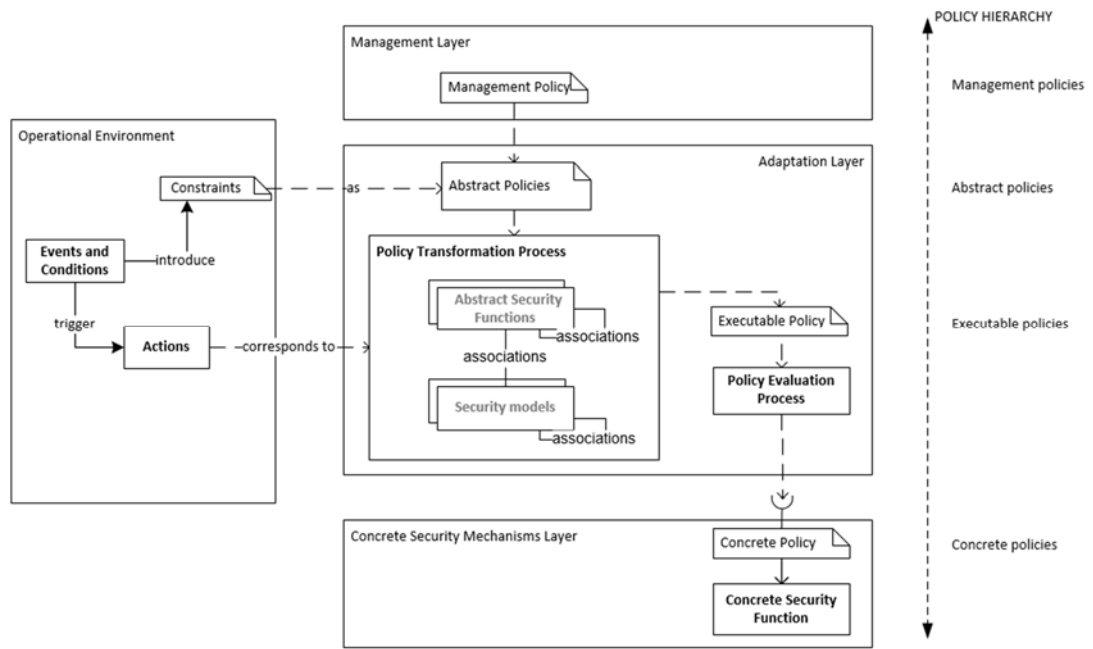 POLICY HIERARCHY
Management Layer
Management Policy
Management policies
Operational Environment
Adaptation Layer
Constraints
as
Abstract Policies
Abstract policies
Events and
Conditions
introduce
Policy Transformation Process
Abstract Security
Functions
associations
associations
Executable Policy
Executable policies
trigger
Actions
corresponds to
Policy Evaluation
Process
Security models
associations
Concrete Security Mechanisms Layer
Concrete Policy
Concrete policies
Concrete Security
Function